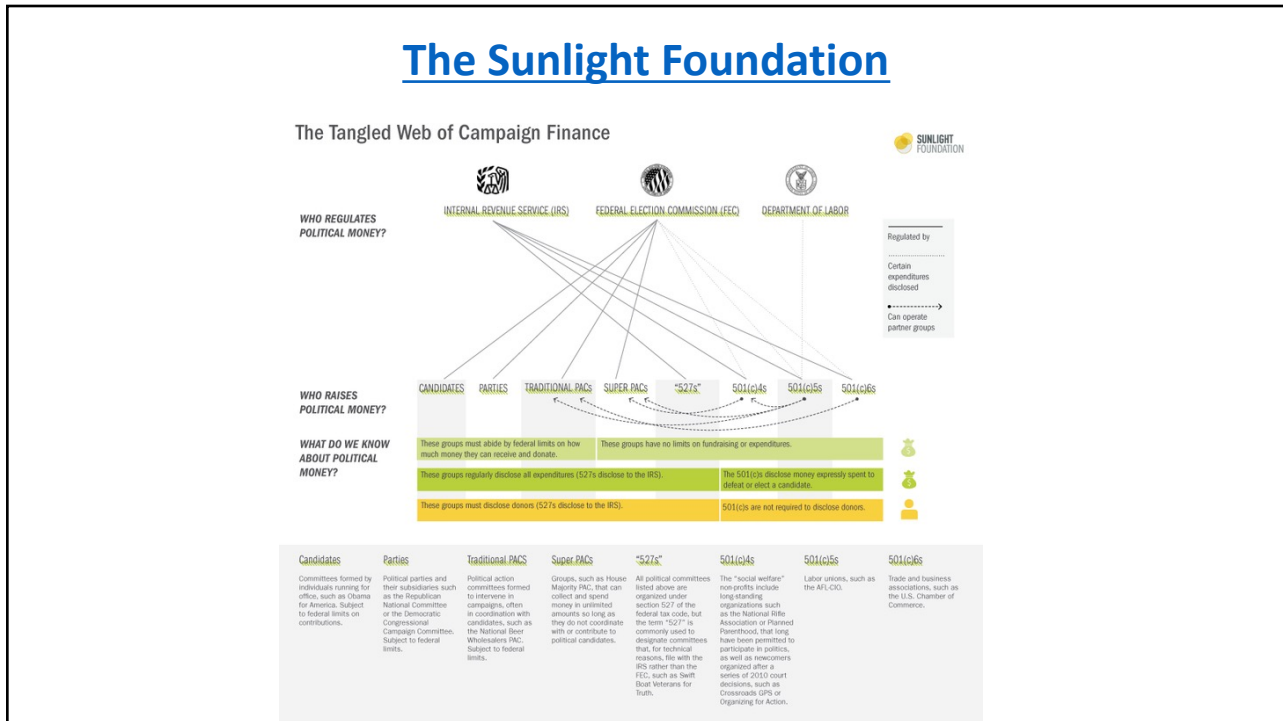 The Sunlight Foundation
The Tangled Web of Campaign Finance
SUNLIGHT
FOUNDATION
INTERNAL REVENUE SERVICE (IRS)
FEDERAL ELECTION COMMISSION (FEC)
DEPARTMENT OF LABOR
WHO REGULATES
POLITICAL MONEY?
Regulated by
Certain
expenditures
disclosed
Can operate
partner groups
CANDIDATES
PARTIES
TRADITIONAL PACs
SUPER PACs
"527s"
501(c)4s
501(c)5s
501(c)6s
WHO RAISES
POLITICAL MONEY?
WHAT DO WE KNOW
ABOUT POLITICAL
MONEY?
These groups must abide by federal limits on how
much money they can receive and donate.
These groups have no limits on fundraising or expenditures.
These groups regularly disclose all expenditures (527s disclose to the IRS).
The 501(c)s disclose money expressly spent to
defeat or elect a candidate.
These groups must disclose donors (527s disclose to the IRS).
501(c)s are not required to disclose donors.
Candidates
Committees formed by
individuals running for
office, such as Obama
for America. Subject
to federal limits on
contributions.
Parties
Political parties and
their subsidiaries such
as the Republican
National Committee
or the Democratic
Congressional
Campaign Committee.
Subject to federal
limits.
Traditional PACS
Political action
committees formed
to intervene in
campaigns, often
in coordination with
candidates, such as
the National Beer
Wholesalers PAC.
Subject to federal
limits.
Super PACs
Groups, such as House
Majority PAC, that can
collect and spend
money in unlimited
amounts so long as
they do not coordinate
with or contribute to
political candidates.
"527s"
All political committees
listed above are
organized under
section 527 of the
federal tax code, but
the term "527" is
commonly used to
designate committees
that, for technical
reasons, file with the
IRS rather than the
FEC, such as Swift
Boat Veterans for
Truth.
501(c)4s
The "social welfare"
non-profits include
long-standing
organizations such
as the National Rifle
Association or Planned
Parenthood, that long
have been permitted to
participate in politics,
as well as newcomers
organized after a
series of 2010 court
decisions, such as
Crossroads GPS or
Organizing for Action.
501(c)5s
Labor unions, such as
the AFL-CIO.
501(c)6s
Trade and business
associations, such as
the U.S. Chamber of
Commerce.